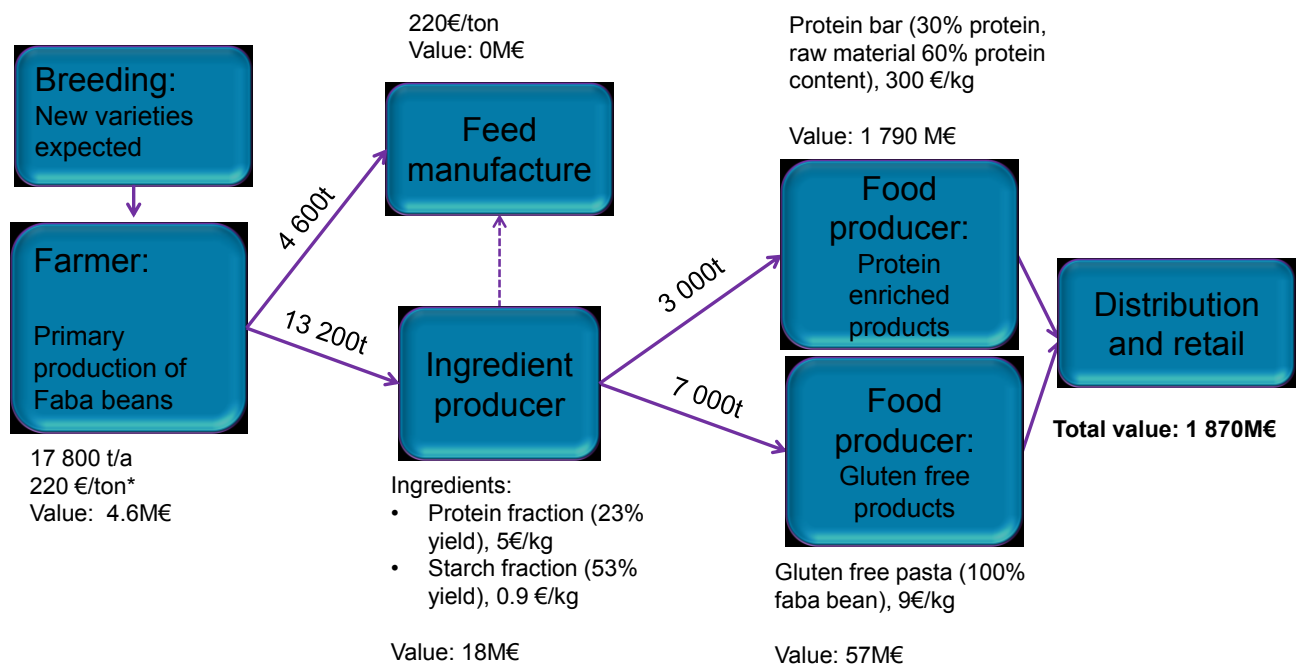 Breeding:
New varieties
expected
Farmer:
Primary
production of
Faba beans
17 800 t/a
220 €/ton*
Value: 4.6M€
4 600t
13 200t
220€/ton
Value: 0M€
Feed
manufacture
Ingredient
producer
Ingredients:
• Protein fraction (23%
yield), 5€/kg
• Starch fraction (53%
yield), 0.9 €/kg
Value: 18M€
3 000t
7 000t
Protein bar (30% protein,
raw material 60% protein
content), 300 €/kg
Value: 1 790 M€
Food
producer:
Protein
enriched
products
Food
producer:
Gluten free
products
Gluten free pasta (100%
faba bean), 9€/kg
Value: 57M€
Distribution
and retail
Total value: 1 870M€